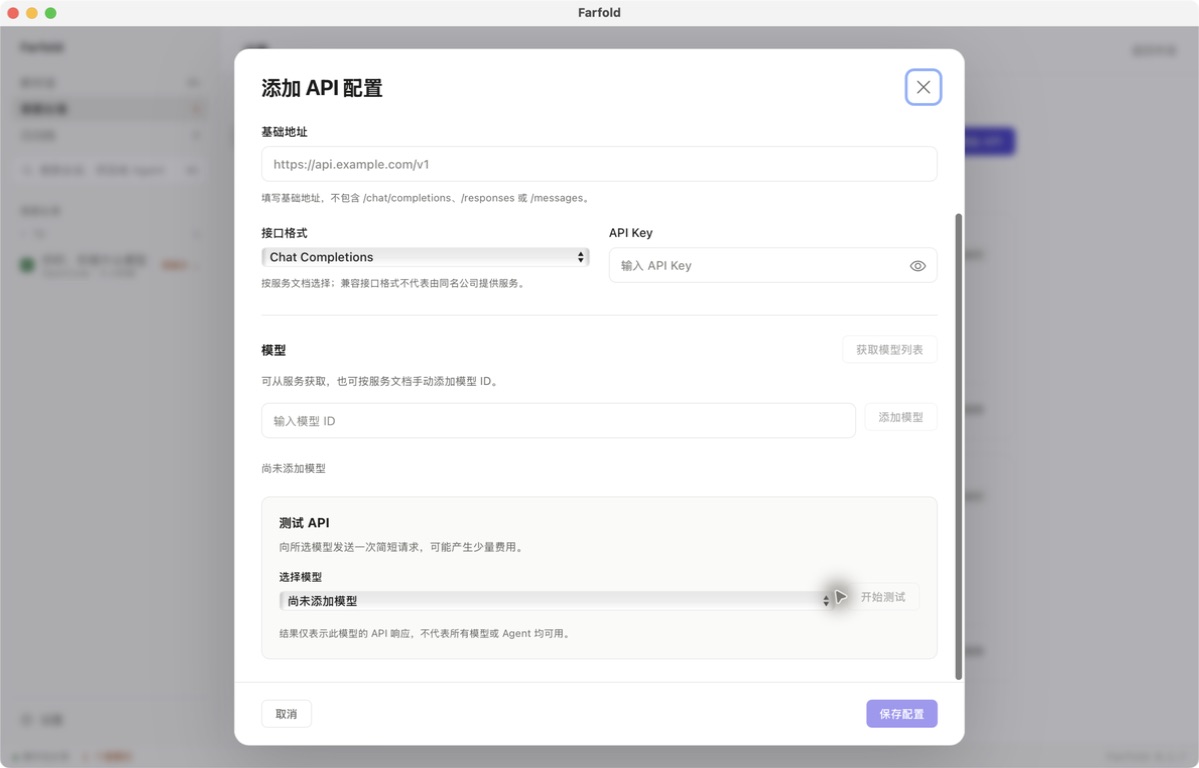 Farfold
添加 API 配置
基础地址
https://api.example.com/v1
填写基础地址，不包含 /chat/completions、/responses 或 /messages。
接口格式
API Key
Chat Completions
输入 API Key
按服务文档选择；兼容接口格式不代表由同名公司提供服务。
模型
获取模型列表
可从服务获取，也可按服务文档手动添加模型 ID。
输入模型 ID
添加模型
尚未添加模型
测试 API
向所选模型发送一次简短请求，可能产生少量费用。
选择模型
尚未添加模型
开始测试
结果仅表示此模型的 API 响应，不代表所有模型或 Agent 均可用。
取消
保存配置